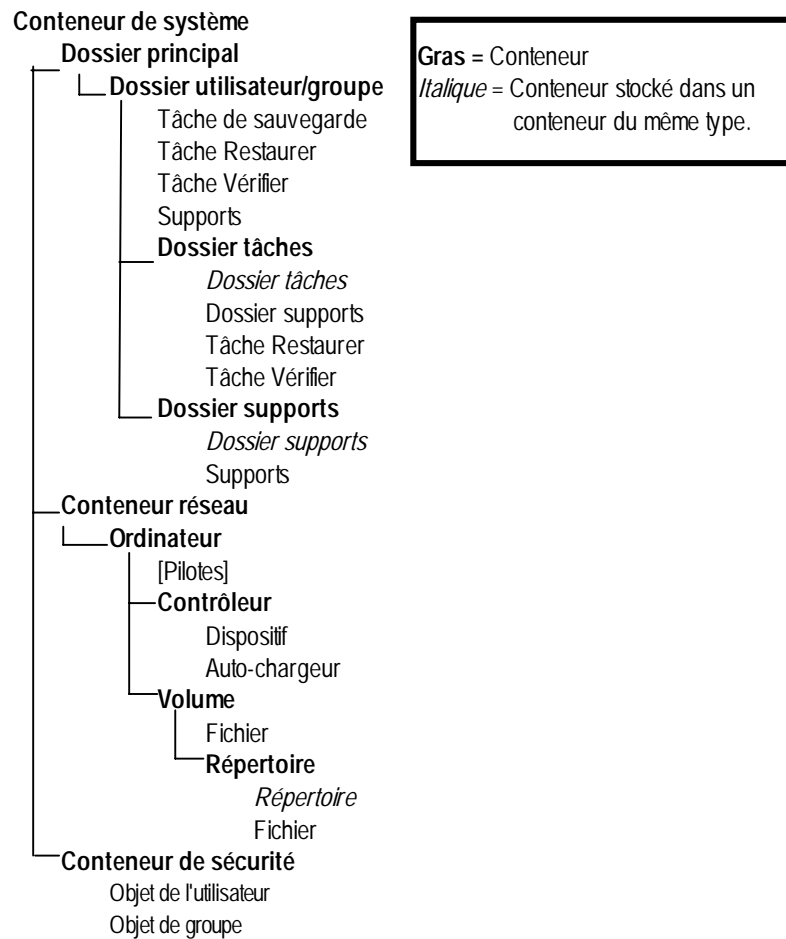 Conteneur de système
Dossier principal
Dossier utilisateur/groupe
Tâche de sauvegarde
Tâche Restaurer
Tâche Vérifier
Supports
Dossier tâches
Dossier tâches
Dossier supports
Tâche Restaurer
Tâche Vérifier
Dossier supports
Dossier supports
Supports
Conteneur réseau
Ordinateur
[Pilotes]
Contrôleur
Dispositif
Auto-chargeur
Volume
Fichier
Répertoire
Répertoire
Fichier
Conteneur de sécurité
Objet de l'utilisateur
Objet de groupe
Gras = Conteneur
Italique = Conteneur stocké dans un
conteneur du même type.